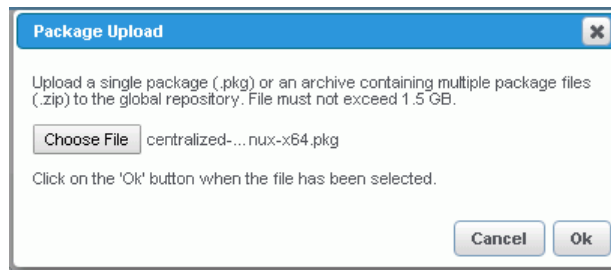 Package Upload
Upload a single package (.pkg) or an archive containing multiple package files
(.zip) to the global repository. File must not exceed 1.5 GB.
Choose File centralized-...nux-x64.pkg
Click on the 'Ok' button when the file has been selected.
Cancel Ok